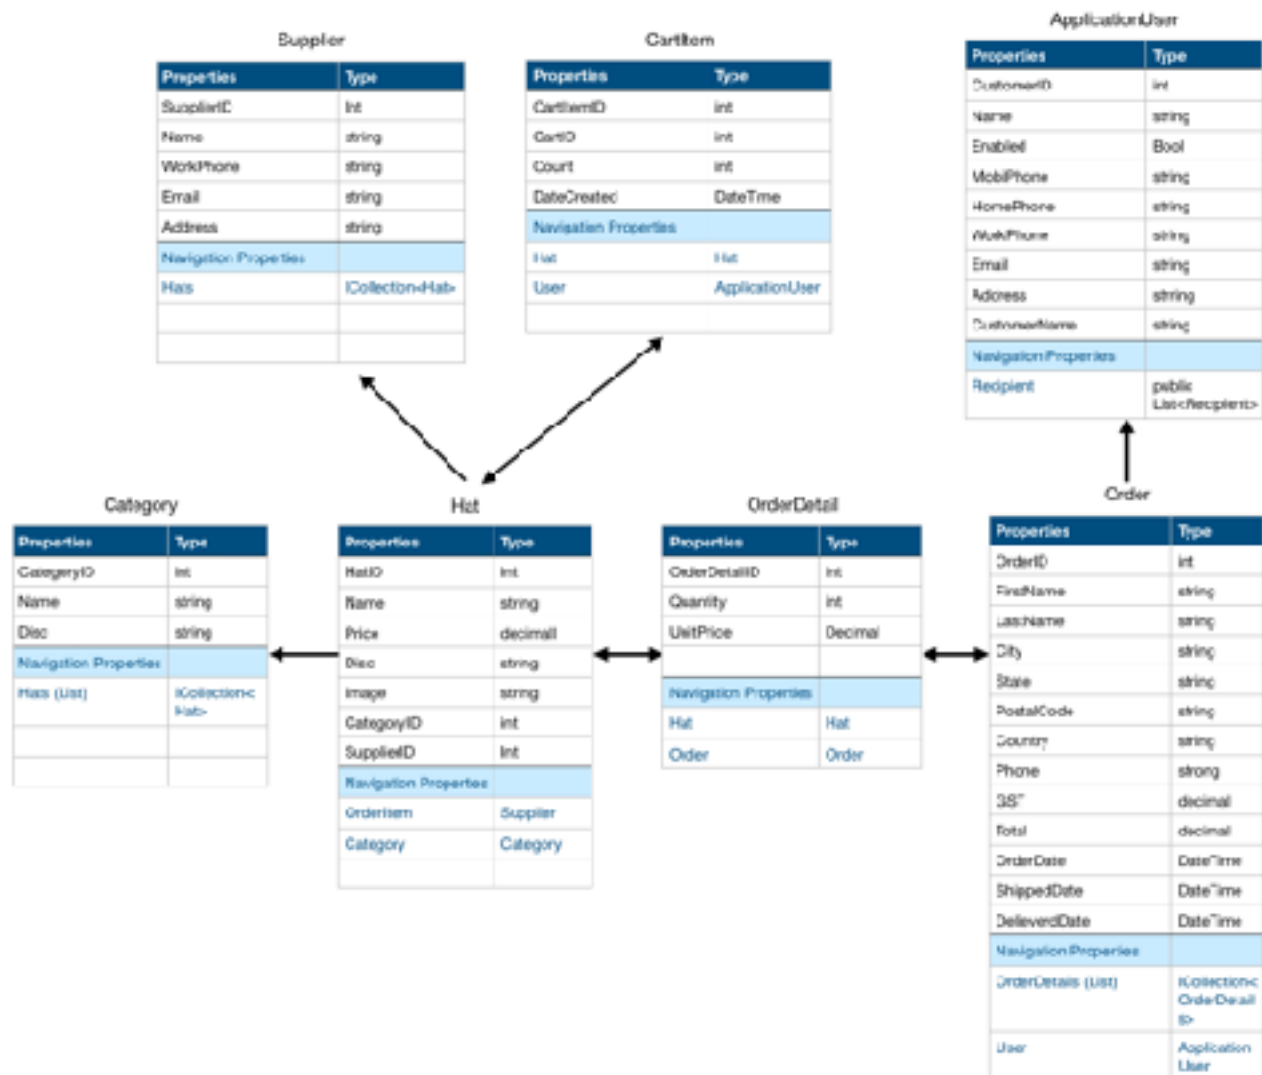 ApplicationUser
Supplier
CartItem
Properties Type
CustomerID int
Name string
Enabled Bool
MobiPhone string
HomePhone string
WorkPhone string
Email string
Address string
CustomerName string
Navigation Properties
Recipient public
List<Recipient>
Properties Type
SupplierID Int
Name string
WorkPhone string
Email string
Address string
Navigation Properties
Hats ICollection<Hat>
Properties Type
CartItemID int
CartID int
Count int
DateCreated DateTime
Navigation Properties
Hat Hat
User ApplicationUser
Category
Hat
OrderDetail
Order
Properties Type
CategoryID int
Name string
Disc string
Navigation Properties
Hats (List) ICollection<
Hat>
Properties Type
HatID int
Name string
Price decimall
Disc string
Image string
CategoryID int
SupplierID Int
Navigation Properties
OrderItem Supplier
Category Category
Properties Type
OrderDetailID int
Quantity int
UnitPrice Decimal
Navigation Properties
Hat Hat
Order Order
Properties Type
OrderID int
FirstName string
LastName string
City string
State string
PostalCode string
Country string
Phone strong
GST decimal
Total decimal
OrderDate DateTime
ShippedDate DateTime
DelieverdDate DateTime
Navigation Properties
OrderDetails (List) ICollection<
OrderDetail
s>
User Application
User